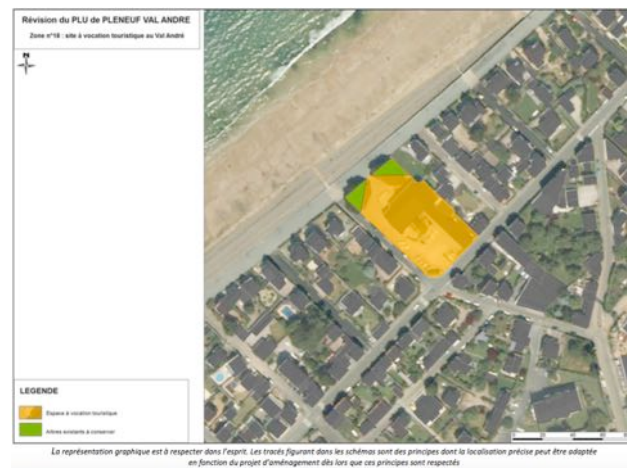 Révision du PLU de PLENEUF VAL ANDRE
Zone n°18 : site à vocation touristique au Val André
N
LEGENDE
Espace à vocation touristique
Arbres existants à conserver
La représentation graphique est à respecter dans l'esprit. Les tracés figurant dans les schémas sont des principes dont la localisation précise peut être adaptée
en fonction du projet d'aménagement dès lors que ces principes sont respectés